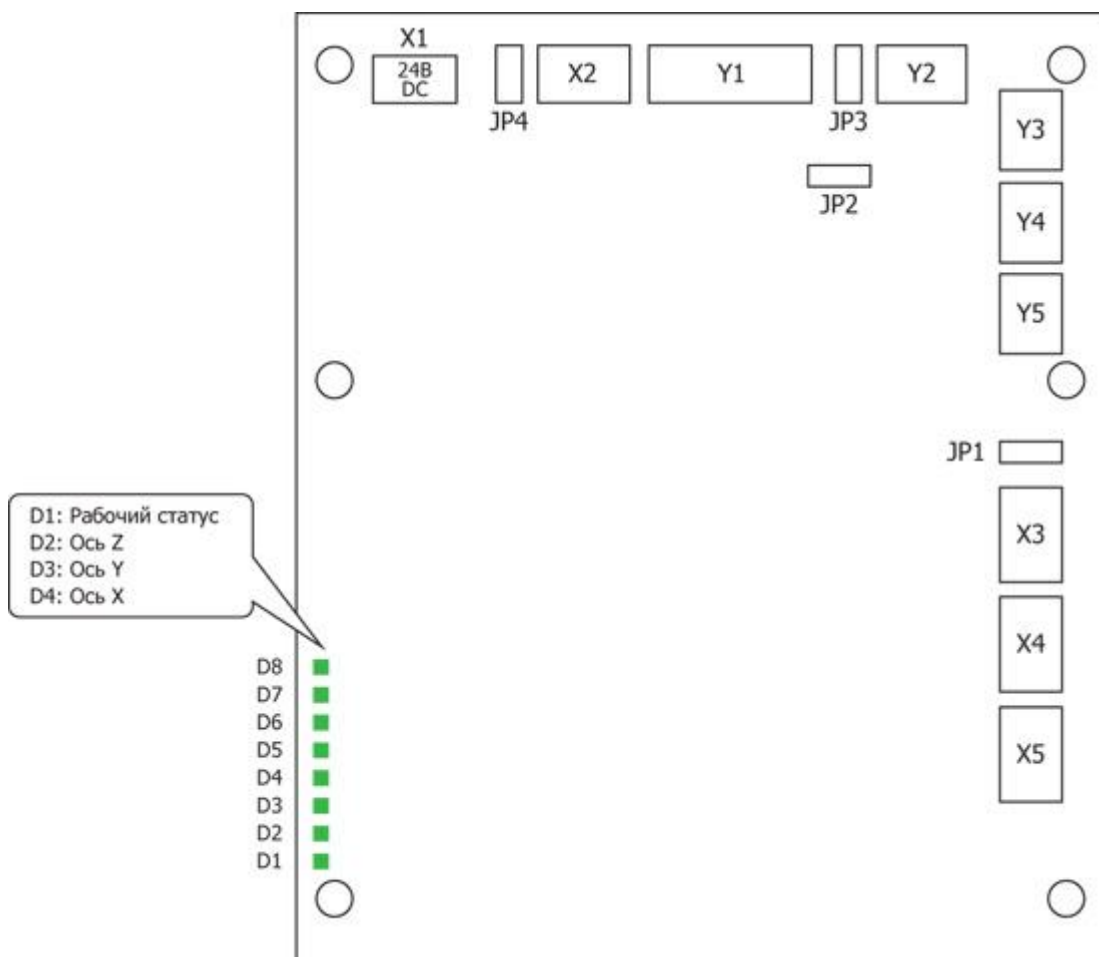 X1
24В
DC
X2
Y1
Y2
JP4
JP3
Y3
JP2
Y4
Y5
JP1
X3
D1: Рабочий статус
D2: Ось Z
D3: Ось Y
D4: Ось X
X4
D8
D7
D6
D5
X5
D4
D3
D2
D1